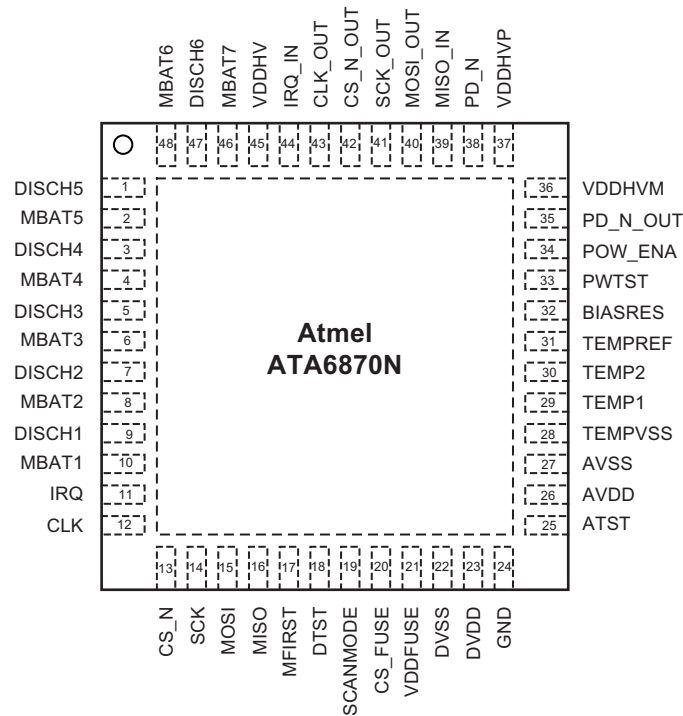 MBAT6
DISCH6
MBAT7
VDDHV
IRQ_IN
CLK_OUT
CS_N_OUT
SCK_OUT
MOSI_OUT
MISO_IN
PD_N
VDDHVP
48 47 46 45 44 43 42 41 40 39 38 37
DISCH5 1
MBAT5 2
DISCH4 3
MBAT4 4
DISCH3 5
MBAT3 6
DISCH2 7
MBAT2 8
DISCH1 9
MBAT1 10
IRQ 11
CLK 12
Atmel
ATA6870N
36 VDDHVM
35 PD_N_OUT
34 POW_ENA
33 PWTST
32 BIASRES
31 TEMPREF
30 TEMP2
29 TEMP1
28 TEMPVSS
27 AVSS
26 AVDD
25 ATST
13 14 15 16 17 18 19 20 21 22 23 24
CS_N
SCK
MOSI
MISO
MFIRST
DTST
SCANMODE
CS_FUSE
VDDFUSE
DVSS
DVDD
GND